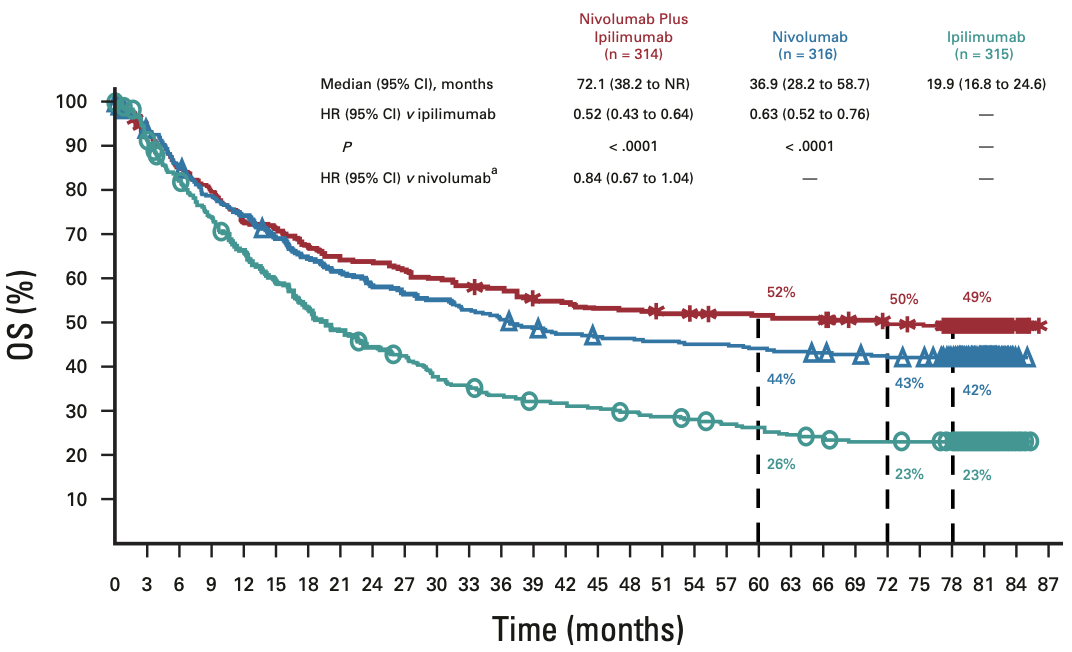 Nivolumab Plus
Ipilimumab
(n = 314)
Nivolumab
(n = 316)
Ipilimumab
(n = 315)
Median (95% CI), months 72.1 (38.2 to NR) 36.9 (28.2 to 58.7) 19.9 (16.8 to 24.6)
HR (95% CI) v ipilimumab 0.52 (0.43 to 0.64) 0.63 (0.52 to 0.76) —
P < .0001 < .0001 —
HR (95% CI) v nivolumabª 0.84 (0.67 to 1.04) — —
OS (%)
100
90
80
70
60
50
40
30
20
10
52%
50%
49%
44%
43%
42%
26%
23%
23%
0 3 6 9 12 15 18 21 24 27 30 33 36 39 42 45 48 51 54 57 60 63 66 69 72 75 78 81 84 87
Time (months)